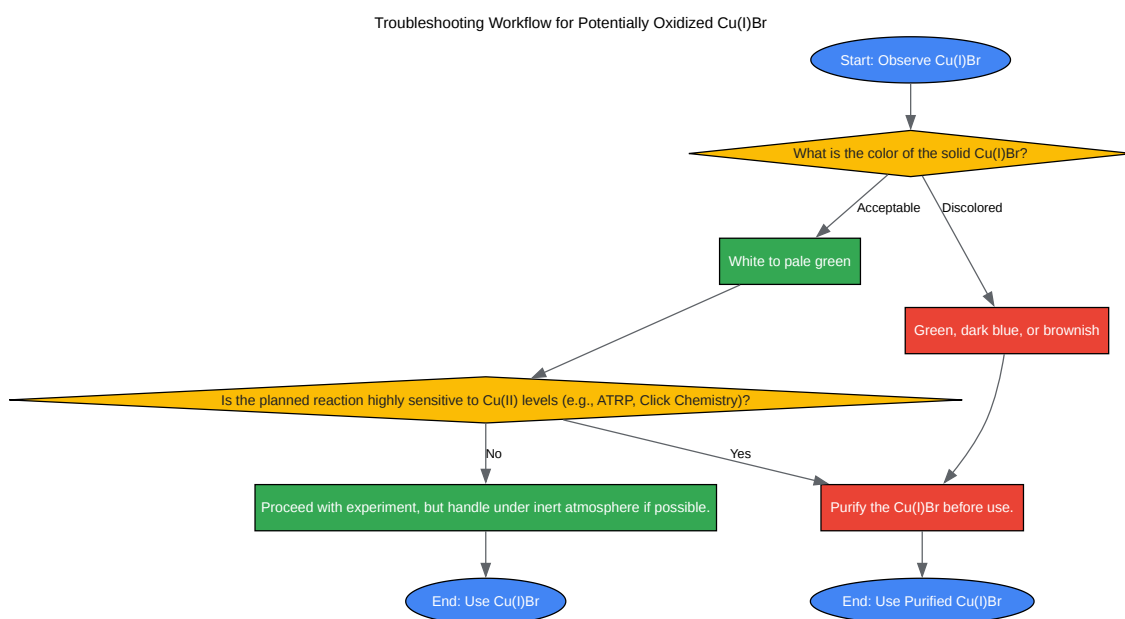 Troubleshooting Workflow for Potentially Oxidized Cu(I)Br
Start: Observe Cu(I)Br
What is the color of the solid Cu(I)Br?
Acceptable
Discolored
White to pale green
Green, dark blue, or brownish
Is the planned reaction highly sensitive to Cu(II) levels (e.g., ATRP, Click Chemistry)?
No
Yes
Proceed with experiment, but handle under inert atmosphere if possible.
Purify the Cu(I)Br before use.
End: Use Cu(I)Br
End: Use Purified Cu(I)Br